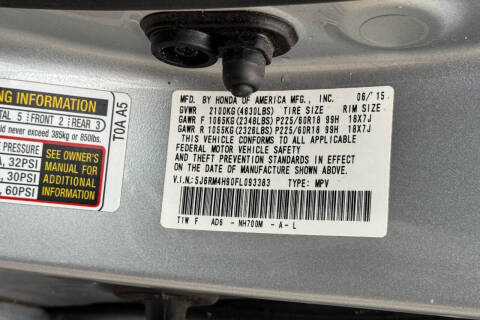 NG INFORMATION
TAL 5 FRONT 2 REAR 3
ld never exceed 385kg or 850lbs.
PRESSURE
, 32PSI
, 30PSI
, 60PSI
SEE OWNER'S
MANUAL FOR
ADDITIONAL
INFORMATION
TOA A5
MFD. BY HONDA OF AMERICA MFG., INC. 06/'15
GVWR 2100KG(4630LBS) TIRE SIZE RIM SIZE
GAWR F 1065KG(2348LBS)P225/60R18 99H 18X7J
GAWR R 1055KG(2326LBS)P225/60R18 99H 18X7J
THIS VEHICLE CONFORMS TO ALL APPLICABLE
FEDERAL MOTOR VEHICLE SAFETY
AND THEFT PREVENTION STANDARDS IN EFFECT
ON THE DATE OF MANUFACTURE SHOWN ABOVE.
V.I.N.:5J6RM4H90FL093383 TYPE: MPV
TIW F AD6 -NH700M -A-L